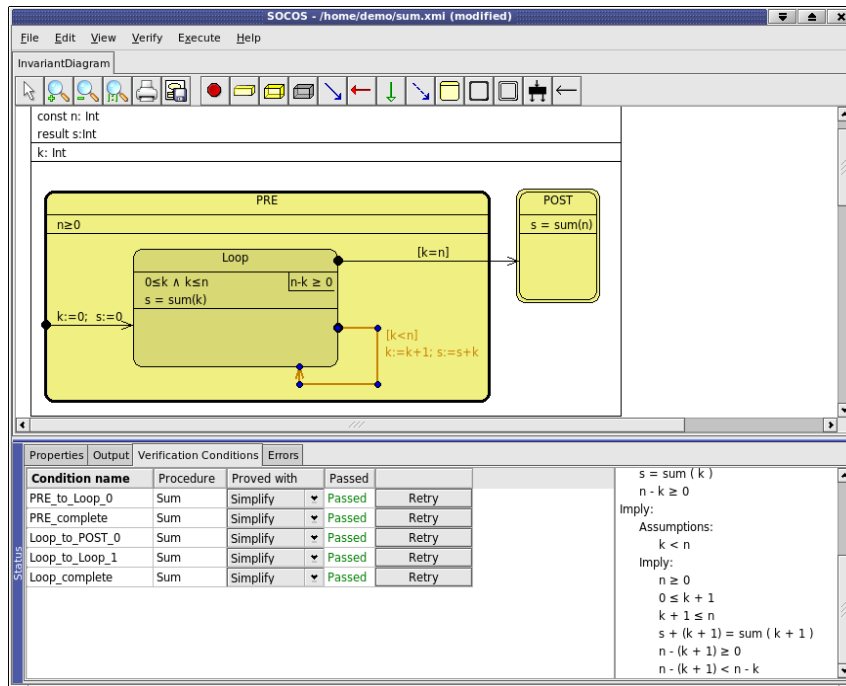 SOCOS - /home/demo/sum.xmi (modified)
File Edit View Verify Execute Help
InvariantDiagram
1:1
const n: Int
result s:Int
k: Int
PRE
n≥0
POST
s = sum(n)
Loop
0≤k ∧ k≤n
n-k ≥ 0
s = sum(k)
[k=n]
k:=0; s:=0
[k<n]
k:=k+1; s:=s+k
Status
Properties Output Verification Conditions Errors
Condition name Procedure Proved with Passed
PRE_to_Loop_0 Sum Simplify Passed Retry
PRE_complete Sum Simplify Passed Retry
Loop_to_POST_0 Sum Simplify Passed Retry
Loop_to_Loop_1 Sum Simplify Passed Retry
Loop_complete Sum Simplify Passed Retry
s = sum ( k )
n - k ≥ 0
Imply:
Assumptions:
k < n
Imply:
n ≥ 0
0 ≤ k + 1
k + 1 ≤ n
s + (k + 1) = sum ( k + 1 )
n - (k + 1) ≥ 0
n - (k + 1) < n - k